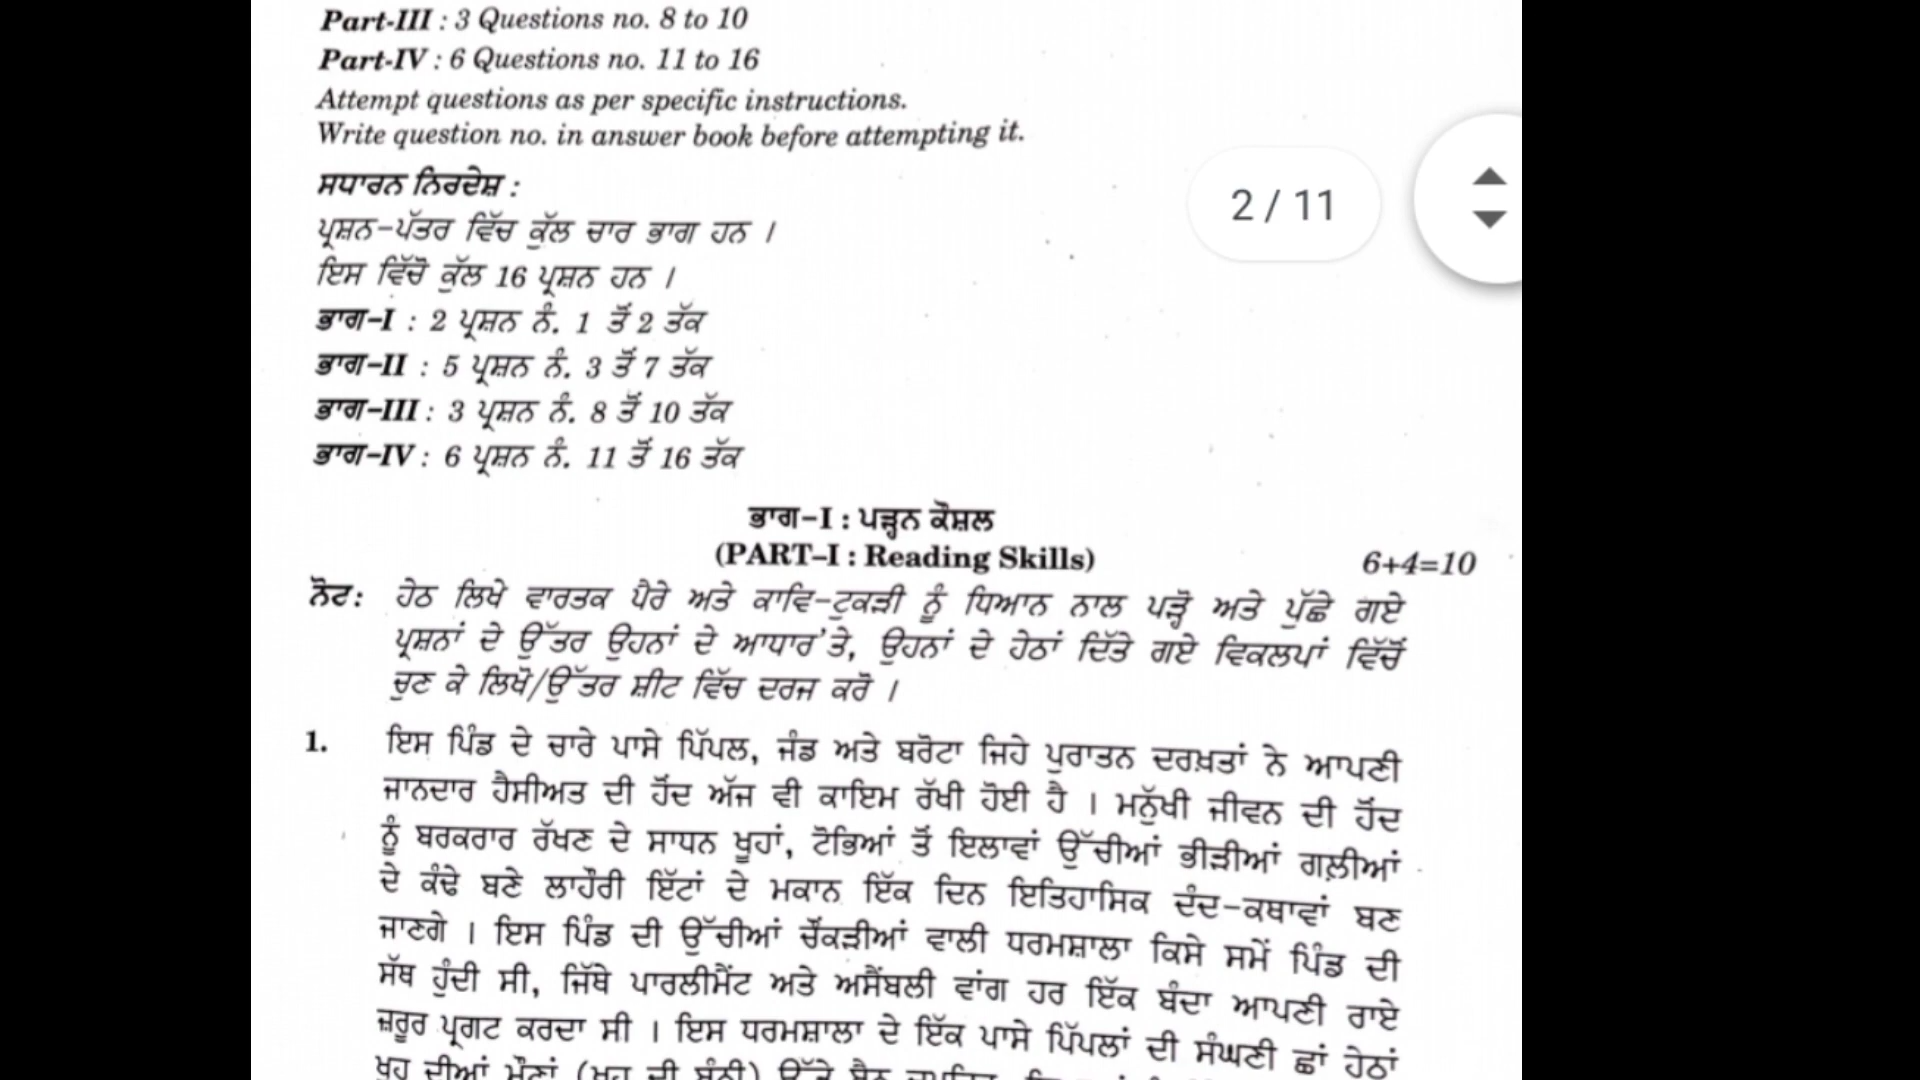 Part-III : 3 Questions no. 8 to 10
Part-IV : 6 Questions no. 11 to 16
Attempt questions as per specific instructions.
Write question no. in answer book before attempting it.
ਸਧਾਰਨ ਨਿਰਦੇਸ਼ :
ਪ੍ਰਸ਼ਨ-ਪੱਤਰ ਵਿੱਚ ਕੁੱਲ ਚਾਰ ਭਾਗ ਹਨ ।
2 / 11
ਇਸ ਵਿੱਚੋ ਕੁੱਲ 16 ਪ੍ਰਸ਼ਨ ਹਨ ।
ਭਾਗ-I : 2 ਪ੍ਰਸ਼ਨ ਨੰ. 1 ਤੋਂ 2 ਤੱਕ
ਭਾਗ-II : 5 ਪ੍ਰਸ਼ਨ ਨੰ. 3 ਤੋਂ 7 ਤੱਕ
ਭਾਗ-III : 3 ਪ੍ਰਸ਼ਨ ਨੰ. 8 ਤੋਂ 10 ਤੱਕ
ਭਾਗ-IV : 6 ਪ੍ਰਸ਼ਨ ਨੰ. 11 ਤੋਂ 16 ਤੱਕ
ਭਾਗ-I : ਪੜ੍ਹਨ ਕੌਸ਼ਲ
(PART-I : Reading Skills) 6+4=10
ਨੋਟ: ਹੇਠ ਲਿਖੇ ਵਾਰਤਕ ਪੈਰੇ ਅਤੇ ਕਾਵਿ-ਟੁਕੜੀ ਨੂੰ ਧਿਆਨ ਨਾਲ ਪੜ੍ਹੋ ਅਤੇ ਪੁੱਛੇ ਗਏ
ਪ੍ਰਸ਼ਨਾਂ ਦੇ ਉੱਤਰ ਉਹਨਾਂ ਦੇ ਆਧਾਰ 'ਤੇ, ਉਹਨਾਂ ਦੇ ਹੇਠਾਂ ਦਿੱਤੇ ਗਏ ਵਿਕਲਪਾਂ ਵਿੱਚੋਂ
ਚੁਣ ਕੇ ਲਿਖੋ/ਉੱਤਰ ਸ਼ੀਟ ਵਿੱਚ ਦਰਜ ਕਰੋ ।
1. ਇਸ ਪਿੰਡ ਦੇ ਚਾਰੇ ਪਾਸੇ ਪਿੱਪਲ, ਜੰਡ ਅਤੇ ਬਰੋਟਾ ਜਿਹੇ ਪੁਰਾਤਨ ਦਰਖ਼ਤਾਂ ਨੇ ਆਪਣੀ
ਜਾਨਦਾਰ ਹੈਸੀਅਤ ਦੀ ਹੋਂਦ ਅੱਜ ਵੀ ਕਾਇਮ ਰੱਖੀ ਹੋਈ ਹੈ । ਮਨੁੱਖੀ ਜੀਵਨ ਦੀ ਹੋਂਦ
ਨੂੰ ਬਰਕਰਾਰ ਰੱਖਣ ਦੇ ਸਾਧਨ ਖੂਹਾਂ, ਟੋਭਿਆਂ ਤੋਂ ਇਲਾਵਾਂ ਉੱਚੀਆਂ ਭੀੜੀਆਂ ਗਲ਼ੀਆਂ
ਦੇ ਕੰਢੇ ਬਣੇ ਲਾਹੌਰੀ ਇੱਟਾਂ ਦੇ ਮਕਾਨ ਇੱਕ ਦਿਨ ਇਤਿਹਾਸਿਕ ਦੰਦ-ਕਥਾਵਾਂ ਬਣ
ਜਾਣਗੇ । ਇਸ ਪਿੰਡ ਦੀ ਉੱਚੀਆਂ ਚੌਂਕੜੀਆਂ ਵਾਲੀ ਧਰਮਸ਼ਾਲਾ ਕਿਸੇ ਸਮੇਂ ਪਿੰਡ ਦੀ
ਸੱਥ ਹੁੰਦੀ ਸੀ, ਜਿੱਥੇ ਪਾਰਲੀਮੈਂਟ ਅਤੇ ਅਸੈਂਬਲੀ ਵਾਂਗ ਹਰ ਇੱਕ ਬੰਦਾ ਆਪਣੀ ਰਾਏ
ਜ਼ਰੂਰ ਪ੍ਰਗਟ ਕਰਦਾ ਸੀ । ਇਸ ਧਰਮਸ਼ਾਲਾ ਦੇ ਇੱਕ ਪਾਸੇ ਪਿੱਪਲਾਂ ਦੀ ਸੰਘਣੀ ਛਾਂ ਹੇਠਾਂ
ਖੂਹ ਦੀਆਂ ਮੌਣਾਂ (ਖੂਹ ਦੀ ਬੰਨੀ) ਉੱਤੇ